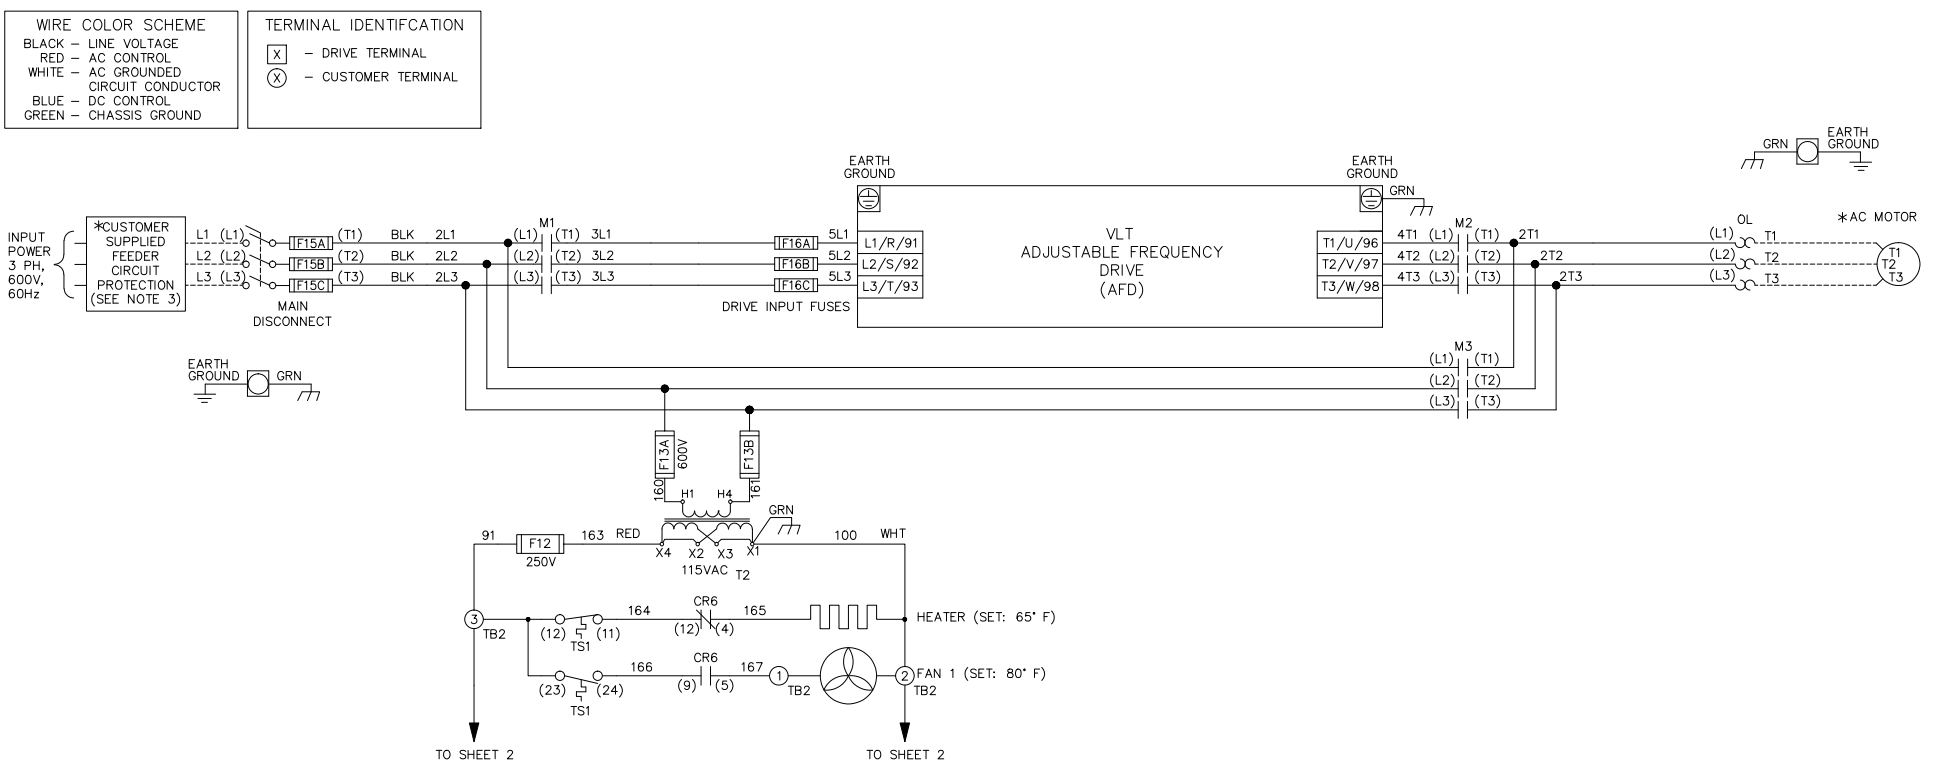 WIRE COLOR SCHEME
BLACK – LINE VOLTAGE
RED – AC CONTROL
WHITE – AC GROUNDED
CIRCUIT CONDUCTOR
BLUE – DC CONTROL
GREEN – CHASSIS GROUND
TERMINAL IDENTIFCATION
X – DRIVE TERMINAL
X – CUSTOMER TERMINAL
GRN
EARTH
GROUND
EARTH
GROUND
EARTH
GROUND
GRN
INPUT
POWER
3 PH,
600V,
60Hz
*CUSTOMER
SUPPLIED
FEEDER
CIRCUIT
PROTECTION
(SEE NOTE 3)
L1 (L1) F15A (T1) BLK 2L1 (L1) M1 (T1) 3L1 F16A 5L1 L1/R/91
L2 (L2) F15B (T2) BLK 2L2 (L2) (T2) 3L2 F16B 5L2 L2/S/92
L3 (L3) F15C (T3) BLK 2L3 (L3) (T3) 3L3 F16C 5L3 L3/T/93
MAIN
DISCONNECT
DRIVE INPUT FUSES
VLT
ADJUSTABLE FREQUENCY
DRIVE
(AFD)
T1/U/96 4T1 (L1) M2 (T1) 2T1 (L1) OL T1
T2/V/97 4T2 (L2) (T2) 2T2 (L2) T2
T3/W/98 4T3 (L3) (T3) 2T3 (L3) T3
*AC MOTOR
T1
T2
T3
EARTH
GROUND
GRN
M3
(L1) (T1)
(L2) (T2)
(L3) (T3)
F13A
600V
F13B
160
161
H1 H4
GRN
91 F12 163 RED
250V
X4 X2 X3 X1
100 WHT
115VAC T2
3
TB2
(12) (11)
TS1
164
CR6
(12) (4)
165
HEATER (SET: 65° F)
(23) (24)
TS1
166
CR6
(9) (5)
167
1
TB2
2
TB2
FAN 1 (SET: 80° F)
TO SHEET 2
TO SHEET 2